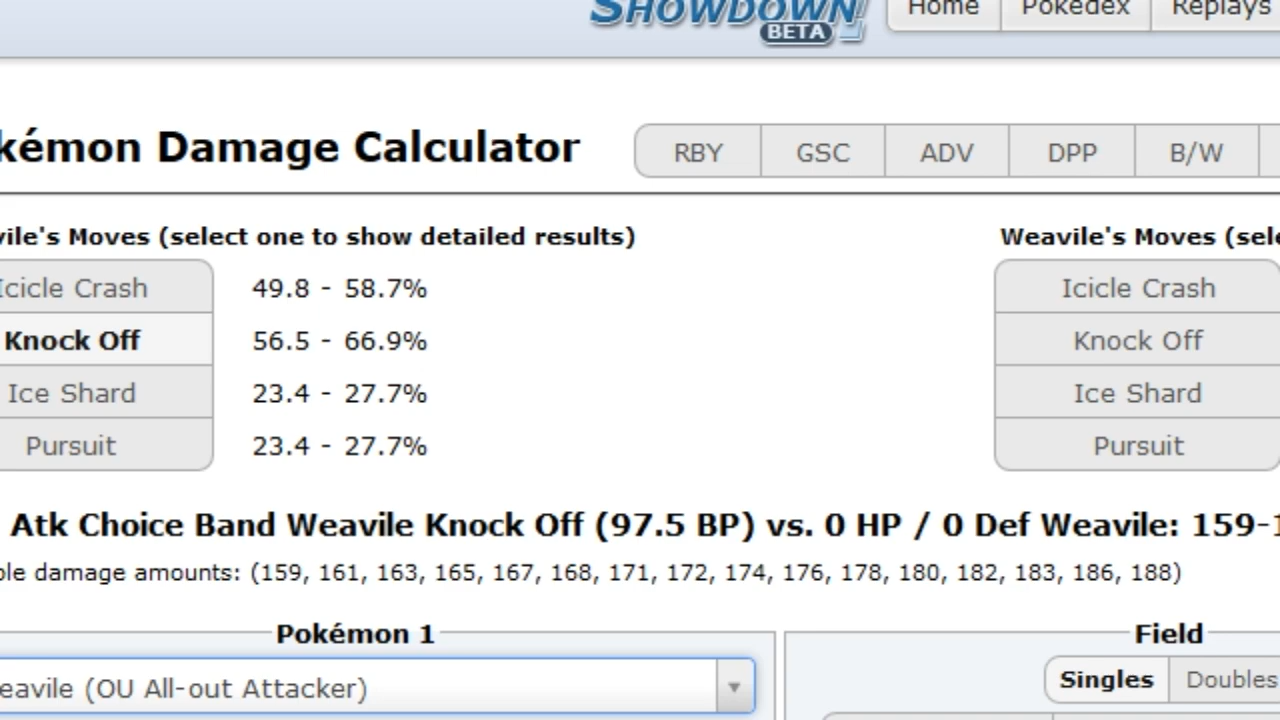 SHOWDOWN
BETA
Home Pokédex Replays
kémon Damage Calculator
RBY GSC ADV DPP B/W
vile's Moves (select one to show detailed results)
Weavile's Moves (sele
Icicle Crash 49.8 - 58.7% Icicle Crash
Knock Off 56.5 - 66.9% Knock Off
Ice Shard 23.4 - 27.7% Ice Shard
Pursuit 23.4 - 27.7% Pursuit
Atk Choice Band Weavile Knock Off (97.5 BP) vs. 0 HP / 0 Def Weavile: 159-1
ble damage amounts: (159, 161, 163, 165, 167, 168, 171, 172, 174, 176, 178, 180, 182, 183, 186, 188)
Pokémon 1 Field
eavile (OU All-out Attacker)
Singles Doubles